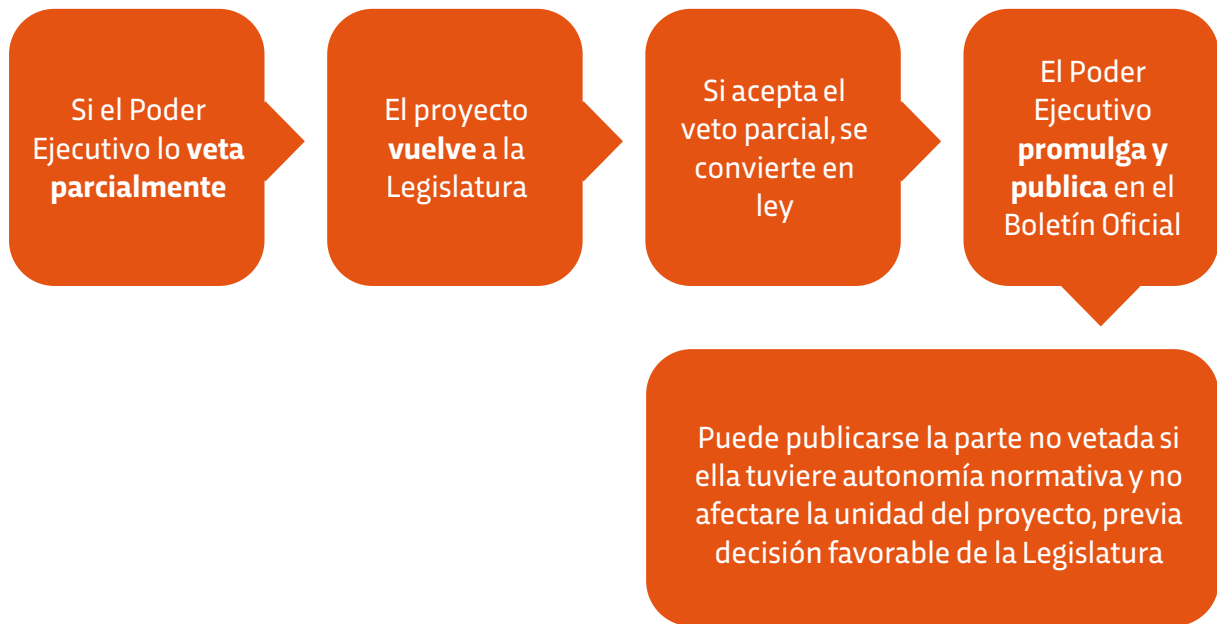 Si el Poder
Ejecutivo lo veta
parcialmente
El proyecto
vuelve a la
Legislatura
Si acepta el
veto parcial, se
convierte en
ley
El Poder
Ejecutivo
promulga y
publica en el
Boletín Oficial
Puede publicarse la parte no vetada si
ella tuviere autonomía normativa y no
afectare la unidad del proyecto, previa
decisión favorable de la Legislatura